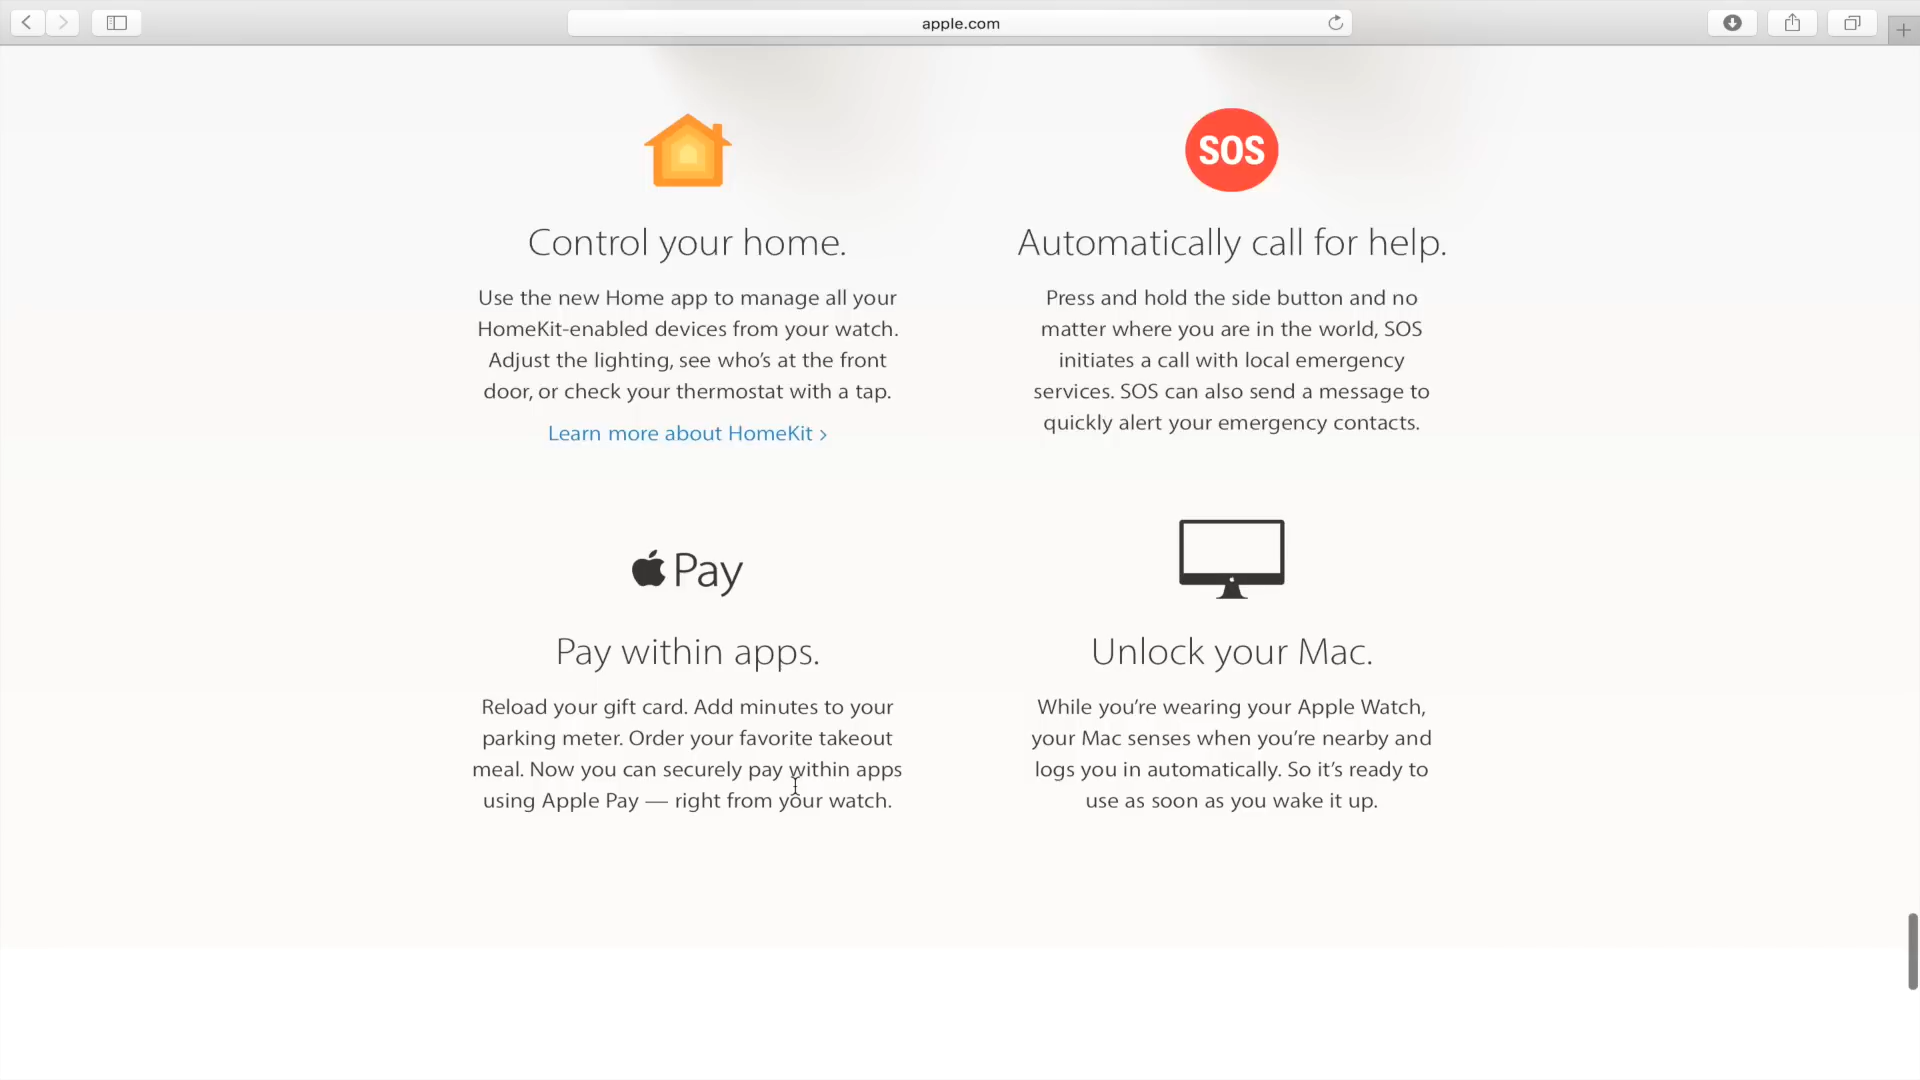 apple.com
SOS
Control your home.
Use the new Home app to manage all your
HomeKit-enabled devices from your watch.
Adjust the lighting, see who’s at the front
door, or check your thermostat with a tap.
Learn more about HomeKit >
Automatically call for help.
Press and hold the side button and no
matter where you are in the world, SOS
initiates a call with local emergency
services. SOS can also send a message to
quickly alert your emergency contacts.
Pay
Pay within apps.
Reload your gift card. Add minutes to your
parking meter. Order your favorite takeout
meal. Now you can securely pay within apps
using Apple Pay — right from your watch.
Unlock your Mac.
While you’re wearing your Apple Watch,
your Mac senses when you’re nearby and
logs you in automatically. So it’s ready to
use as soon as you wake it up.